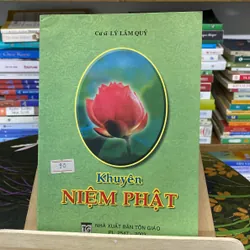 Cư sĩ LÝ LÂM QUÝ
Khuyên
NIỆM PHẬT
NHÀ XUẤT BẢN TÔN GIÁO